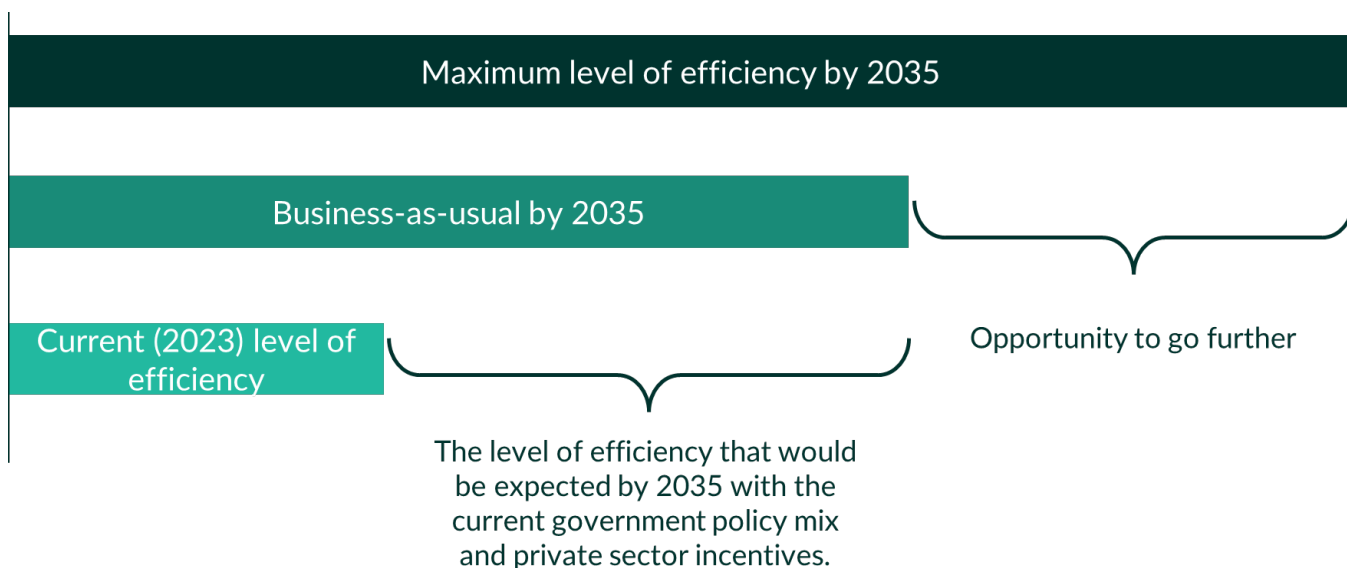 Maximum level of efficiency by 2035
Business-as-usual by 2035
Current (2023) level of
efficiency
Opportunity to go further
The level of efficiency that would
be expected by 2035 with the
current government policy mix
and private sector incentives.